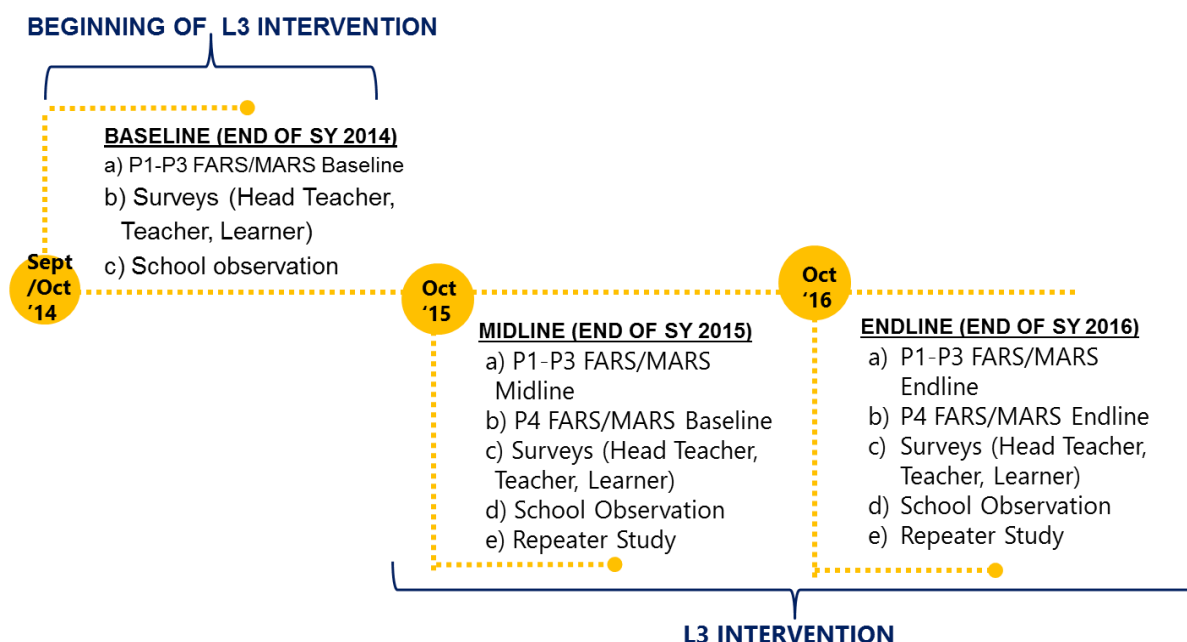 BEGINNING OF L3 INTERVENTION
BASELINE (END OF SY 2014)
a) P1-P3 FARS/MARS Baseline
b) Surveys (Head Teacher,
Teacher, Learner)
c) School observation
Sept
/Oct
‘14
Oct
‘15
MIDLINE (END OF SY 2015)
a) P1-P3 FARS/MARS
Midline
b) P4 FARS/MARS Baseline
c) Surveys (Head Teacher,
Teacher, Learner)
d) School Observation
e) Repeater Study
Oct
‘16
ENDLINE (END OF SY 2016)
a) P1-P3 FARS/MARS
Endline
b) P4 FARS/MARS Endline
c) Surveys (Head Teacher,
Teacher, Learner)
d) School Observation
e) Repeater Study
L3 INTERVENTION